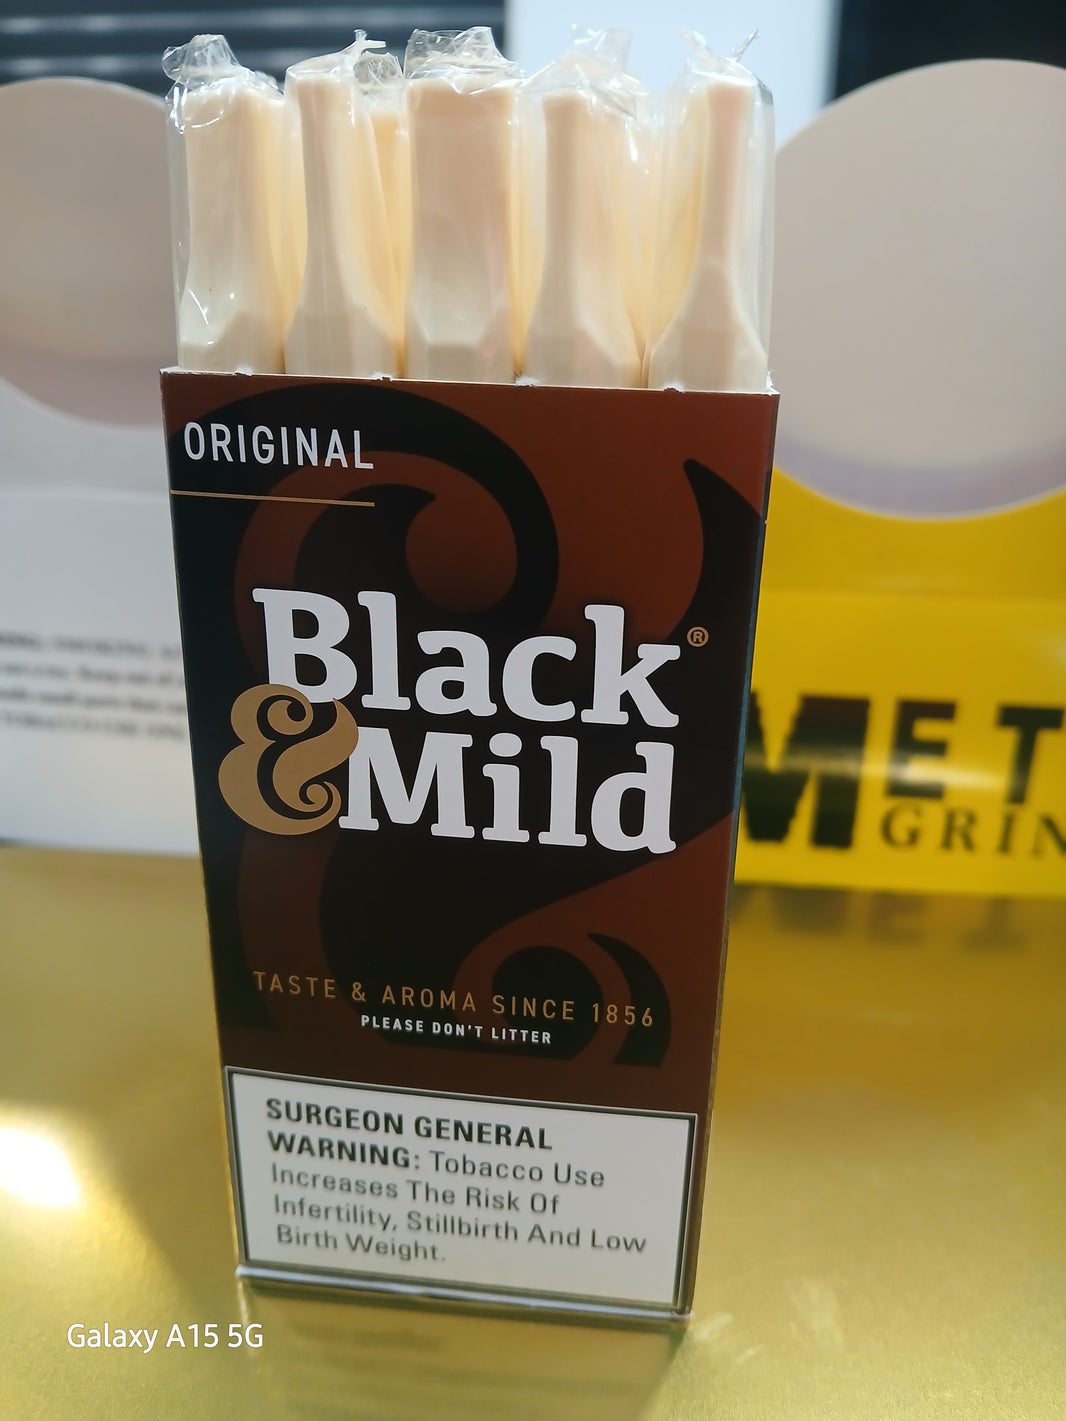 ORIGINAL
Black®
& Mild
TASTE & AROMA SINCE 1856
PLEASE DON'T LITTER
SURGEON GENERAL
WARNING: Tobacco Use
Increases The Risk Of
Infertility, Stillbirth And Low
Birth Weight.
MET
GRIN
Galaxy A15 5G